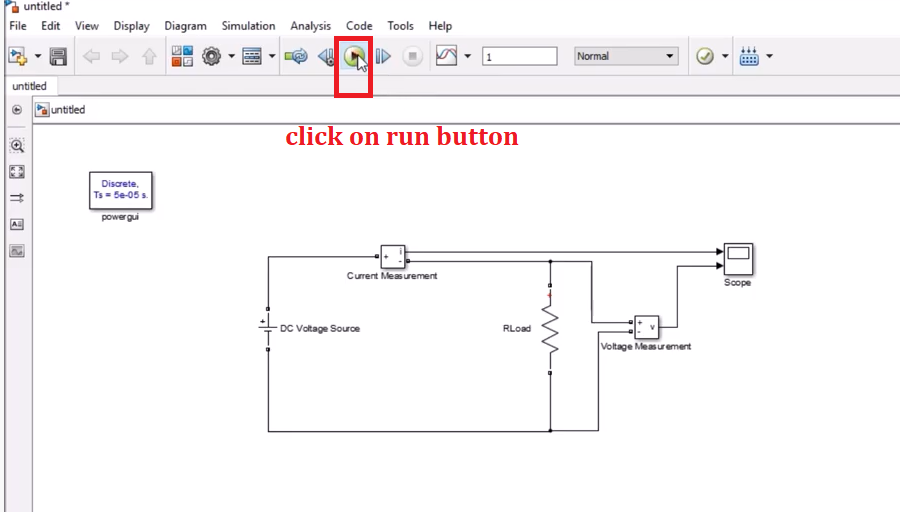 untitled *
File Edit View Display Diagram Simulation Analysis Code Tools Help
1 Normal
untitled
untitled
click on run button
Discrete,
Ts = 5e-05 s.
powergui
+ i
-
Current Measurement
Scope
+
DC Voltage Source
+
RLoad
+ v
-
Voltage Measurement